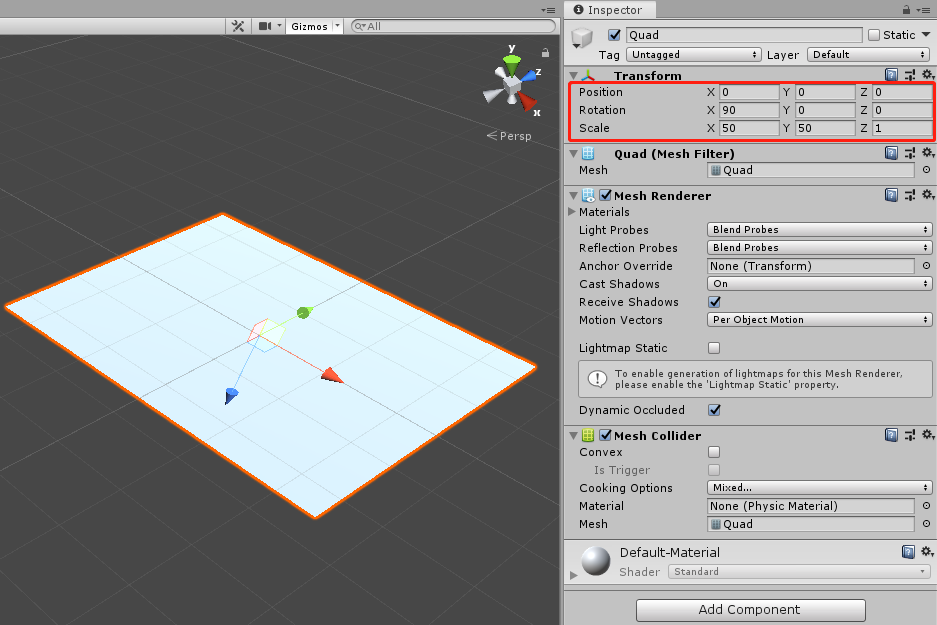 Gizmos All
y
z
x
Persp
Inspector
Quad Static
Tag Untagged Layer Default
Transform
Position X 0 Y 0 Z 0
Rotation X 90 Y 0 Z 0
Scale X 50 Y 50 Z 1
Quad (Mesh Filter)
Mesh Quad
Mesh Renderer
Materials
Light Probes Blend Probes
Reflection Probes Blend Probes
Anchor Override None (Transform)
Cast Shadows On
Receive Shadows
Motion Vectors Per Object Motion
Lightmap Static
To enable generation of lightmaps for this Mesh Renderer,
please enable the 'Lightmap Static' property.
Dynamic Occluded
Mesh Collider
Convex
Is Trigger
Cooking Options Mixed...
Material None (Physic Material)
Mesh Quad
Default-Material
Shader Standard
Add Component